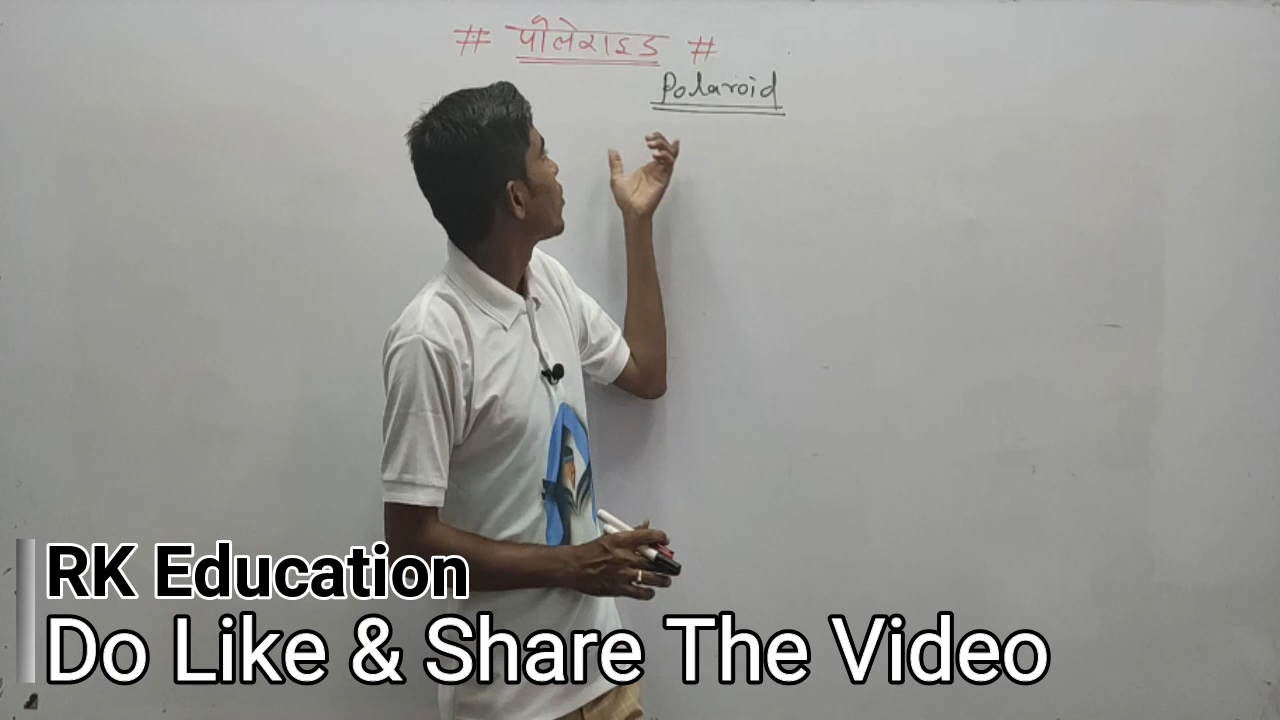 # पोलेराइड #
Polaroid
RK Education
Do Like & Share The Video